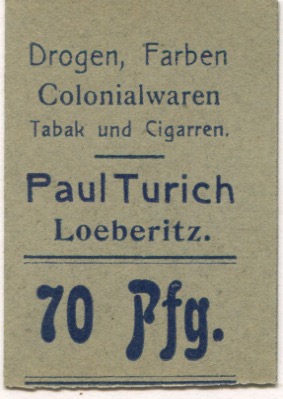 Drogen, Farben
Colonialwaren
Tabak und Cigarren.
Paul Turich
Loeberitz.
70 Pfg.